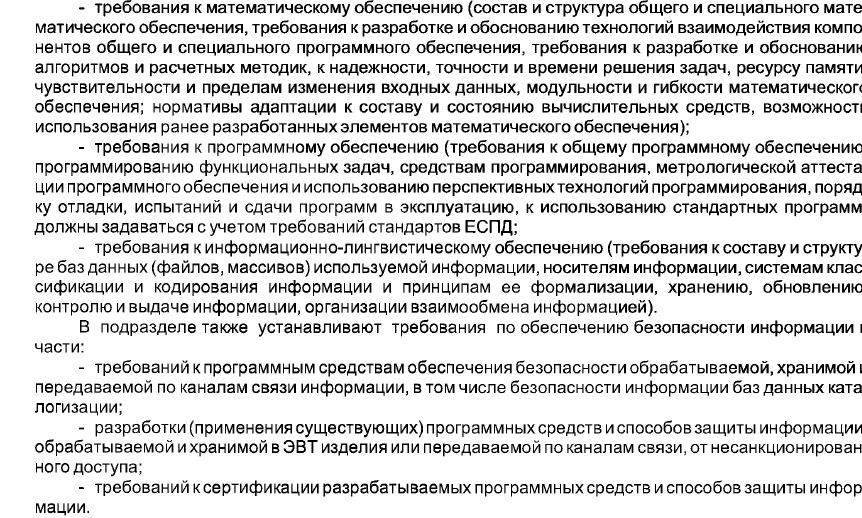 - требования к математическому обеспечению (состав и структура общего и специального мате
матического обеспечения, требования к разработке и обоснованию технологий взаимодействия компо
нентов общего и специального программного обеспечения, требования к разработке и обоснованик
алгоритмов и расчетных методик, к надежности, точности и времени решения задач, ресурсу памяти
чувствительности и пределам изменения входных данных, модульности и гибкости математическог
обеспечения; нормативы адаптации к составу и состоянию вычислительных средств, возможност
использования ранее разработанных элементов математического обеспечения);
- требования к программному обеспечению (требования к общему программному обеспечению
программированию функциональных задач, средствам программирования, метрологической аттеста
ции программного обеспечения и использованию перспективных технологий программирования, поряд
ку отладки, испытаний и сдачи программ в эксплуатацию, к использованию стандартных программ
должны задаваться с учетом требований стандартов ЕСПД;
- требования к информационно-лингвистическому обеспечению (требования к составу и структу
ре баз данных (файлов, массивов) используемой информации, носителям информации, системам клас
сификации и кодирования информации и принципам ее формализации, хранению, обновлению
контролю и выдаче информации, организации взаимообмена информацией).
В подразделе также устанавливают требования по обеспечению безопасности информации
части:
- требований к программным средствам обеспечения безопасности обрабатываемой, хранимой
передаваемой по каналам связи информации, в том числе безопасности информации баз данных ката
логизации;
- разработки (применения существующих) программных средств и способов защиты информации
обрабатываемой и хранимой в ЭВТ изделия или передаваемой по каналам связи, от несанкционирован
ного доступа;
- требований к сертификации разрабатываемых программных средств и способов защиты инфор
мации.